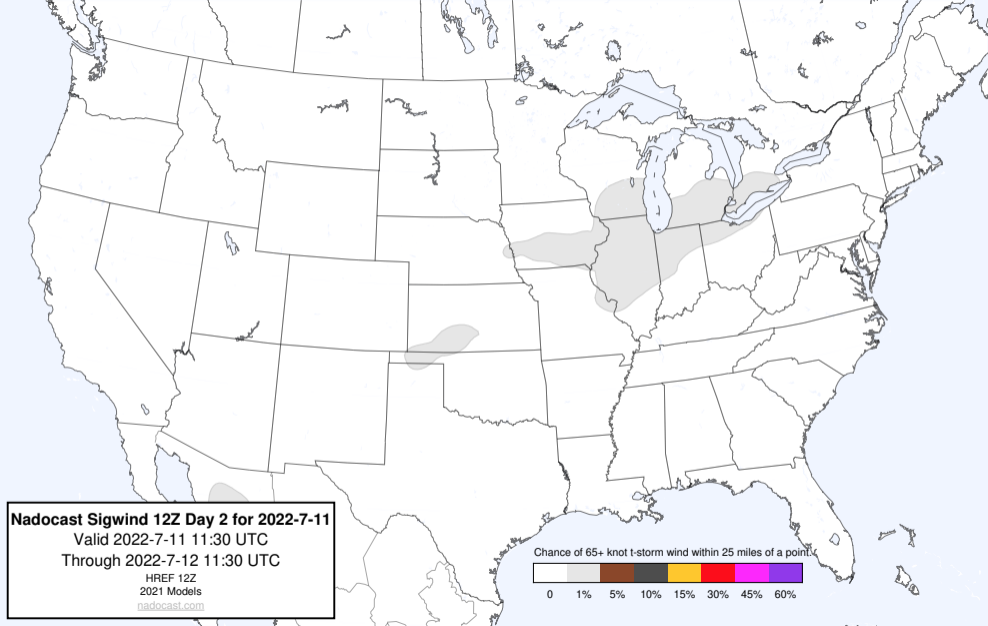 Nadocast Sigwind 12Z Day 2 for 2022-7-11
Valid 2022-7-11 11:30 UTC
Through 2022-7-12 11:30 UTC
HREF 12Z
2021 Models
nadocast.com
Chance of 65+ knot t-storm wind within 25 miles of a point.
0 1% 5% 10% 15% 30% 45% 60%